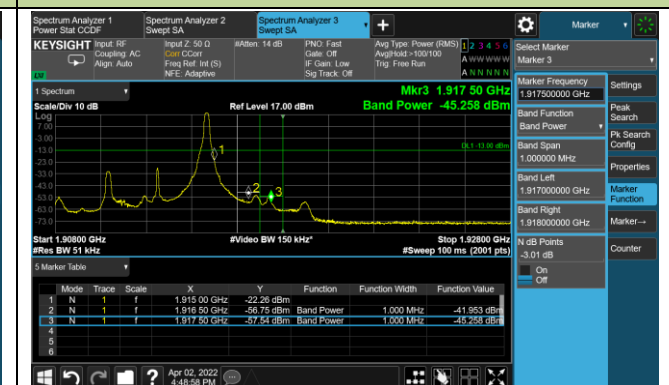 Spectrum Analyzer 1
Power Stat CCDF
Spectrum Analyzer 2
Swept SA
Spectrum Analyzer 3
Swept SA
Marker
KEYSIGHT
Input: RF
Coupling: AC
Align: Auto
Input Z: 50 Ω
Corr CCorr
Freq Ref: Int (S)
NFE: Adaptive
#Atten: 14 dB
PNO: Fast
Gate: Off
IF Gain: Low
Sig Track: Off
Avg Type: Power (RMS)
Avg|Hold:>100/100
Trig: Free Run
1 2 3 4 5 6
A W W W W W
A N N N N N
Select Marker
Marker 3
1 Spectrum
Scale/Div 10 dB
Log
Ref Level 17.00 dBm
Mkr3 1.917 50 GHz
Band Power -45.258 dBm
7.00
-3.00
-13.0
-23.0
-33.0
-43.0
-53.0
-63.0
-73.0
DL1 -13.00 dBm
1
2
3
Start 1.90800 GHz
#Res BW 51 kHz
#Video BW 150 kHz*
Stop 1.92800 GHz
#Sweep 100 ms (2001 pts)
Marker Frequency
1.917500000 GHz
Band Function
Band Power
Band Span
1.000000 MHz
Band Left
1.917000000 GHz
Band Right
1.918000000 GHz
N dB Points
-3.01 dB
On
Off
Settings
Peak
Search
Pk Search
Config
Properties
Marker
Function
Marker→
Counter
5 Marker Table
Mode Trace Scale X Y Function Function Width Function Value
1 N 1 f 1.915 00 GHz -22.26 dBm
2 N 1 f 1.916 50 GHz -56.75 dBm Band Power 1.000 MHz -41.953 dBm
3 N 1 f 1.917 50 GHz -57.54 dBm Band Power 1.000 MHz -45.258 dBm
4
5
6
?
Apr 02, 2022
4:48:58 PM